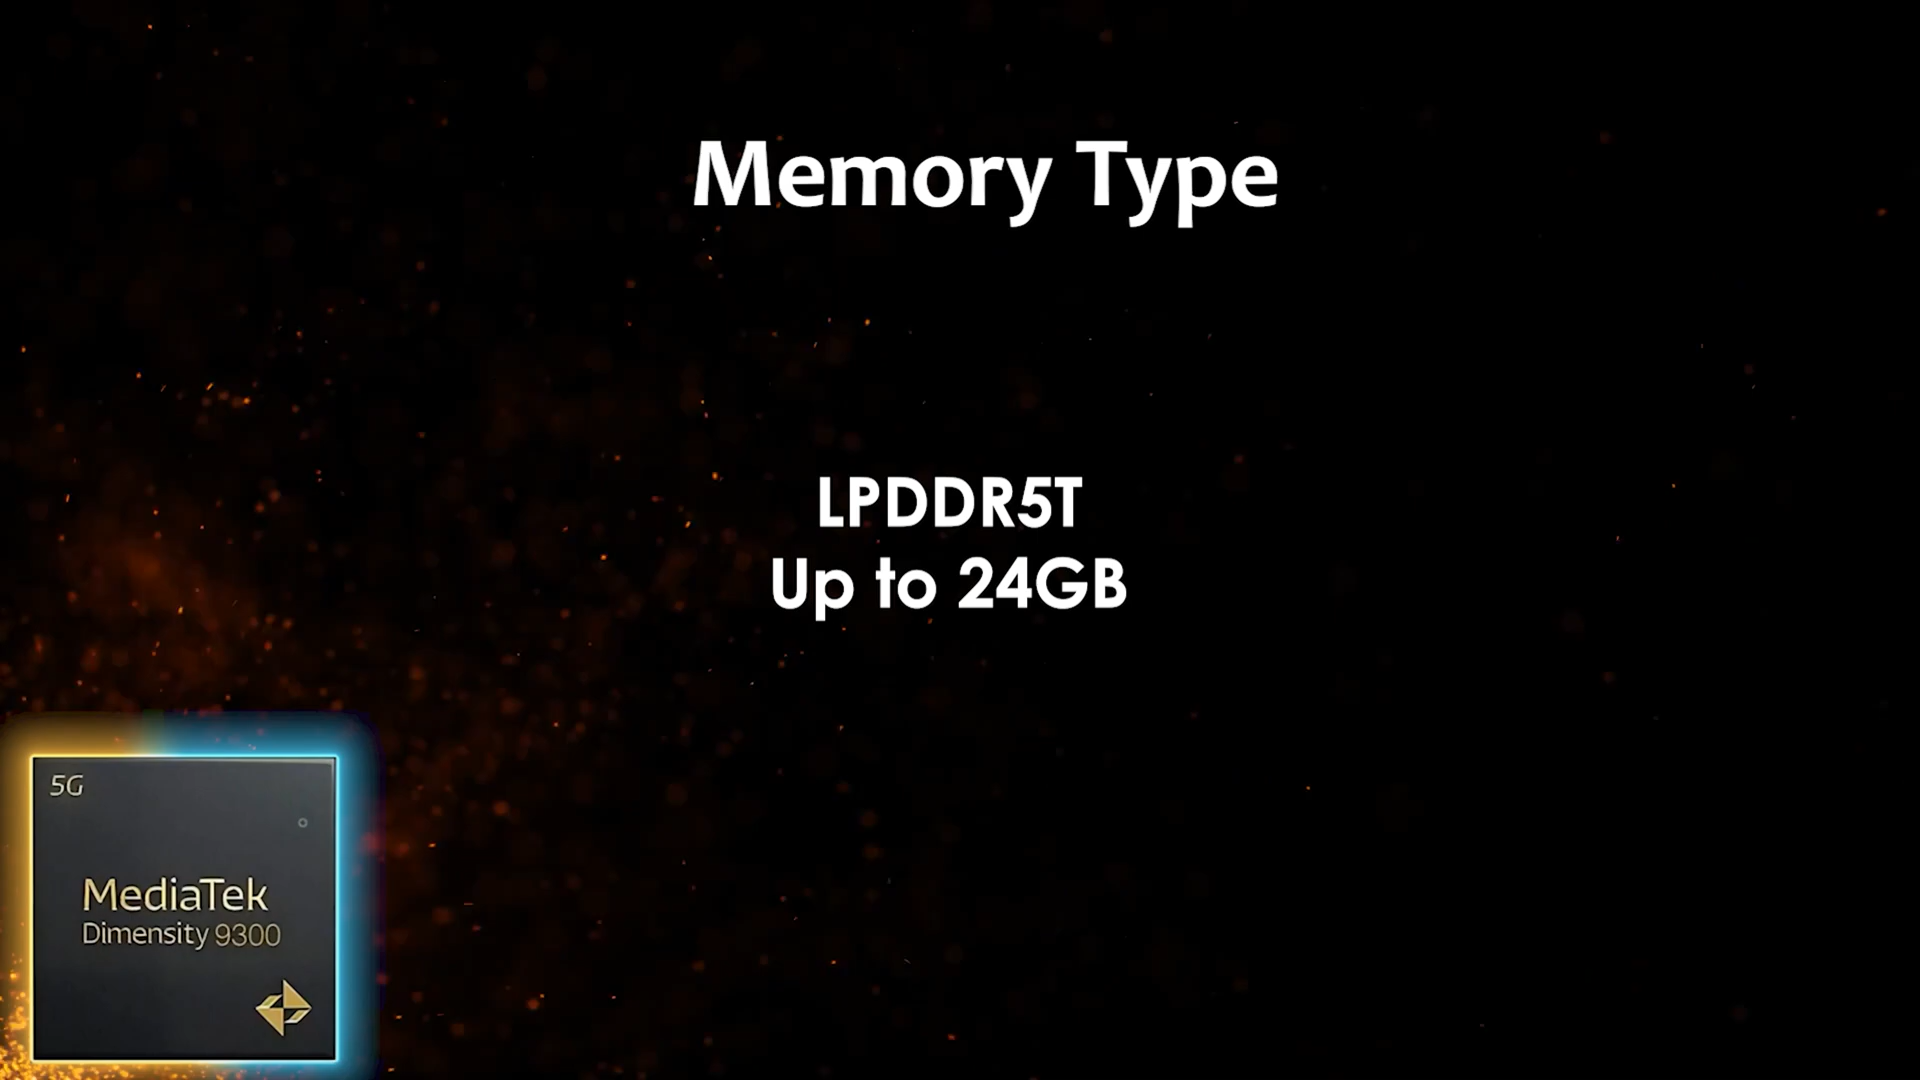 Memory Type
LPDDR5T
Up to 24GB
5G
MediaTek
Dimensity 9300